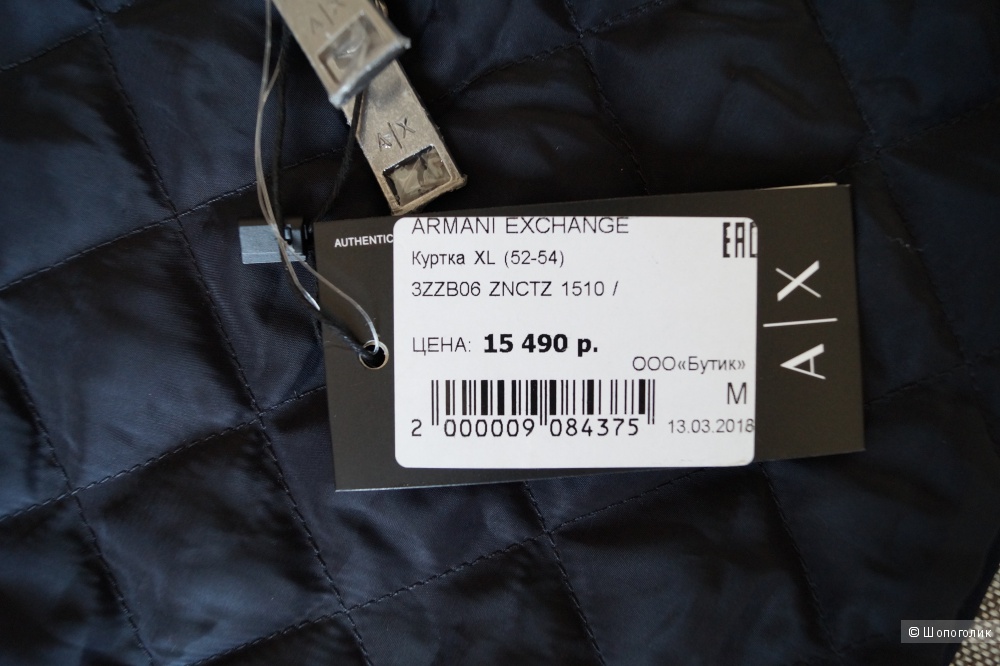 A|X
A|X
AUTHENTIC
ARMANI EXCHANGE
EAC
Куртка XL (52-54)
3ZZB06 ZNCTZ 1510 /
ЦЕНА: 15 490 р.
ООО«Бутик»
М
2 000009 084375
13.03.2018
A|X
© Шопоголик